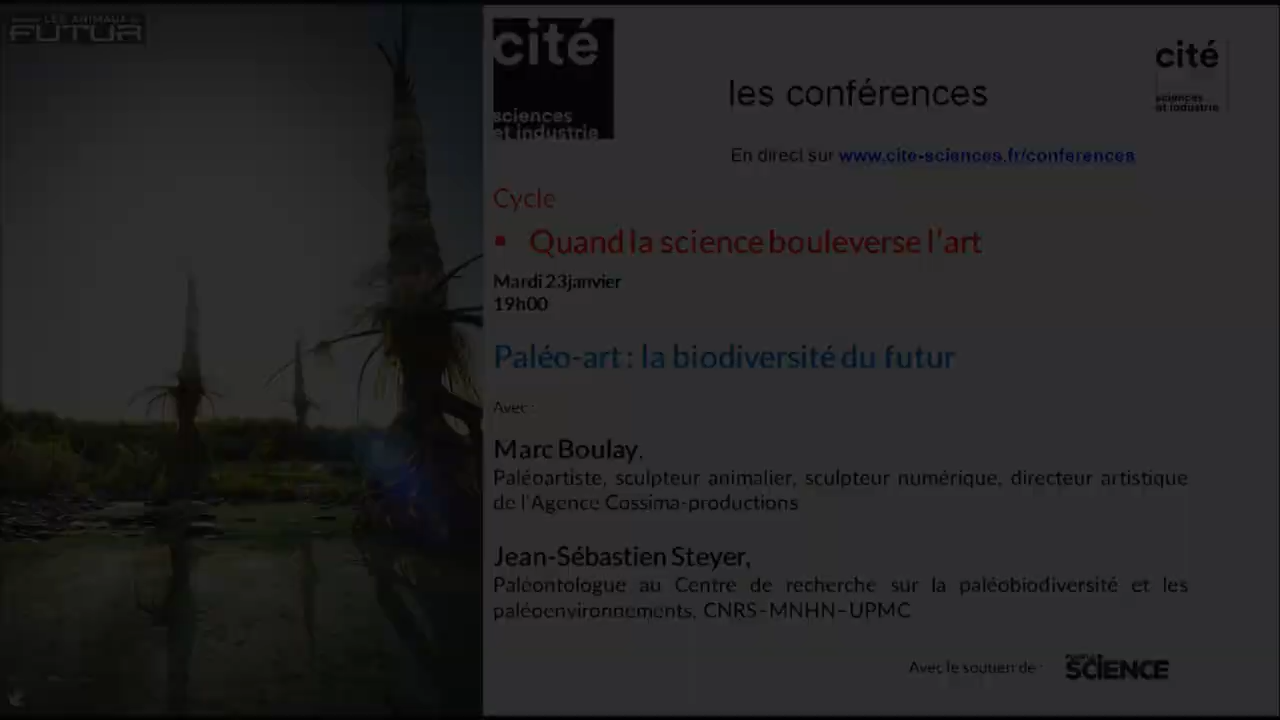 LES ANIMAUX
FUTUR
cité
sciences
et industrie
les conférences
cité
sciences
et industrie
En direct sur www.cite-sciences.fr/conferences
Cycle
▪ Quand la science bouleverse l'art
Mardi 23janvier
19h00
Paléo-art : la biodiversité du futur
Avec :
Marc Boulay,
Paléoartiste, sculpteur animalier, sculpteur numérique, directeur artistique
de l'Agence Cossima-productions
Jean-Sébastien Steyer,
Paléontologue au Centre de recherche sur la paléobiodiversité et les
paléoenvironnements, CNRS-MNHN-UPMC
Avec le soutien de :
SCIENCE